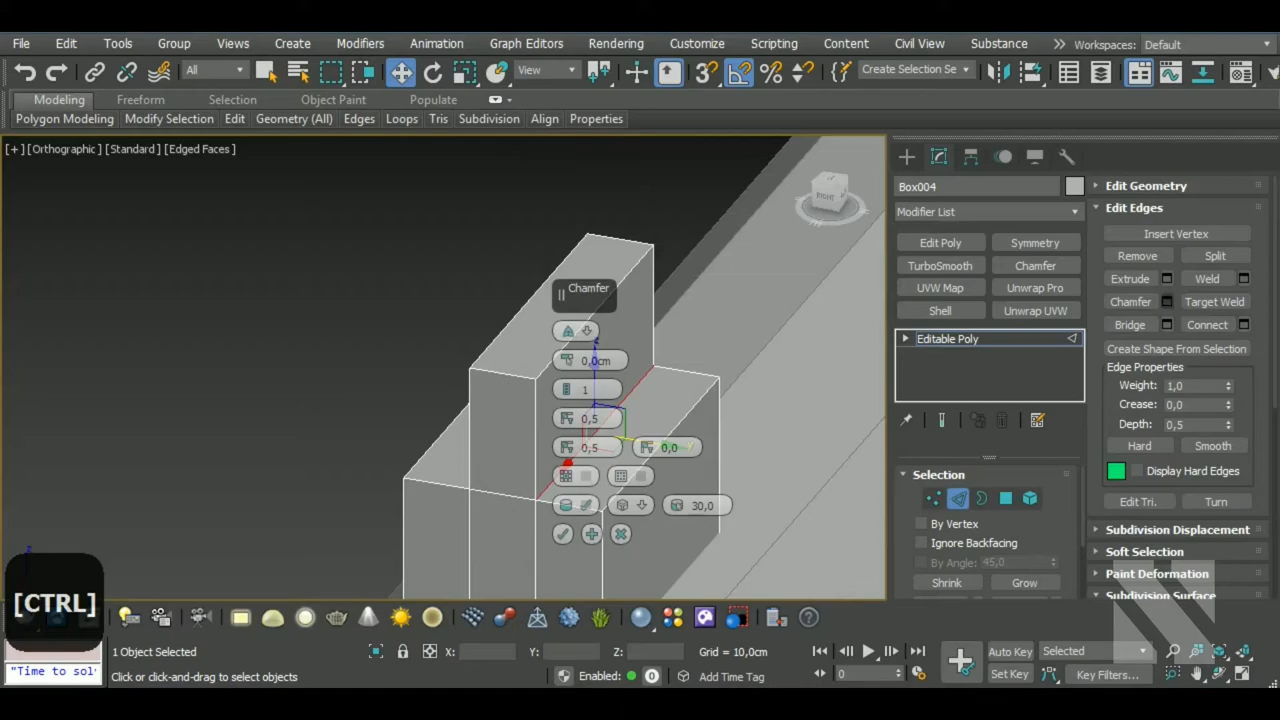 File Edit Tools Group Views Create Modifiers Animation Graph Editors Rendering Customize Scripting Content Civil View Substance Workspaces: Default
All View Create Selection Se
Modeling Freeform Selection Object Paint Populate
Polygon Modeling Modify Selection Edit Geometry (All) Edges Loops Tris Subdivision Align Properties
[+] [Orthographic] [Standard] [Edged Faces]
RIGHT
Chamfer
0,0cm
1
0,5
0,5 0,0
30,0
Box004
Modifier List
Edit Poly Symmetry
TurboSmooth Chamfer
UVW Map Unwrap Pro
Shell Unwrap UVW
Editable Poly
Selection
By Vertex
Ignore Backfacing
By Angle: 45,0
Shrink Grow
Edit Geometry
Edit Edges
Insert Vertex
Remove Split
Extrude Weld
Chamfer Target Weld
Bridge Connect
Create Shape From Selection
Edge Properties
Weight: 1,0
Crease: 0,0
Depth: 0,5
Hard Smooth
Display Hard Edges
Edit Tri. Turn
Subdivision Displacement
Soft Selection
Paint Deformation
Subdivision Surface
z
[CTRL]
"Time to sol
1 Object Selected
Click or click-and-drag to select objects
X: Y: Z: Grid = 10,0cm
Enabled: 0 Add Time Tag
0
Auto Key Selected
Set Key Key Filters...